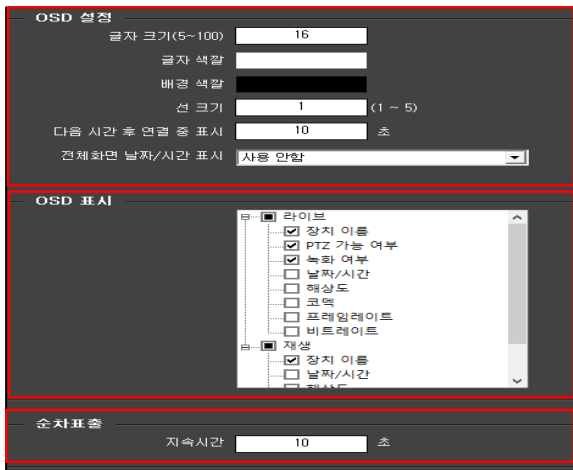 OSD 설정
글자 크기(5~100) 16
글자 색깔
배경 색깔
선 크기 1 (1 ~ 5)
다음 시간 후 연결 중 표시 10 초
전체화면 날짜/시간 표시 사용 안함
OSD 표시
라이브
장치 이름
PTZ 가능 여부
녹화 여부
날짜/시간
해상도
코덱
프레임레이트
비트레이트
재생
장치 이름
날짜/시간
순차표출
지속시간 10 초